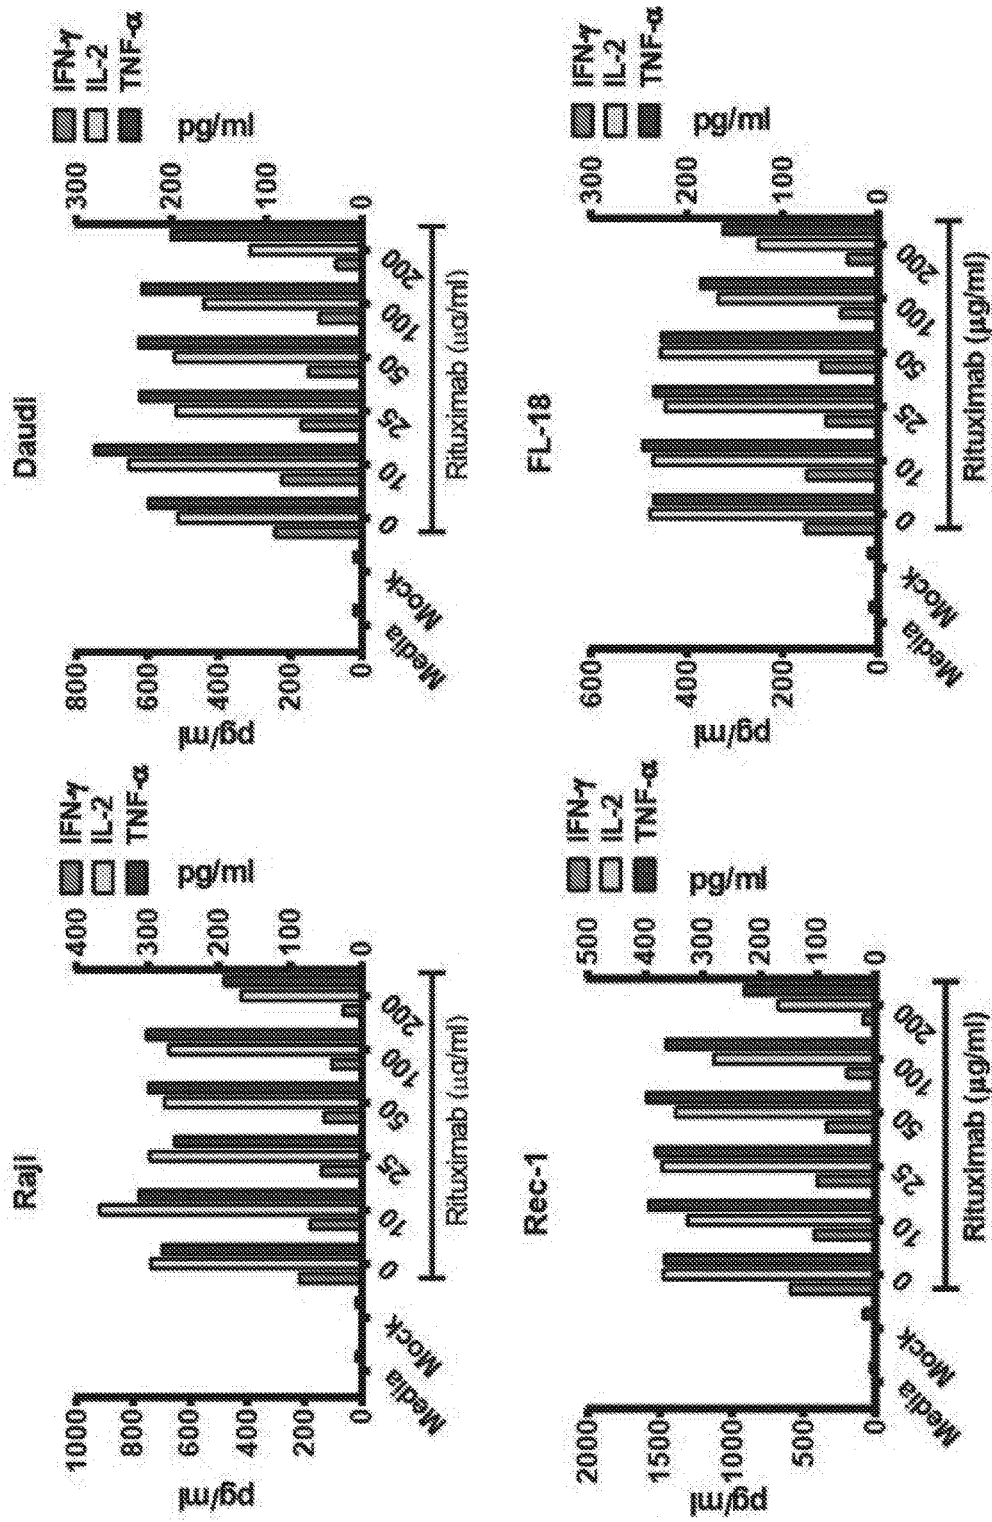 Raji
IFN-γ
IL-2
TNF-α
pg/ml
1000
800
600
400
200
0
pg/ml
400
300
200
100
0
Media
Mock
0
10
25
50
100
200
Rituximab (μg/ml)
Daudi
IFN-γ
IL-2
TNF-α
pg/ml
800
600
400
200
0
pg/ml
300
200
100
0
Media
Mock
0
10
25
50
100
200
Rituximab (μg/ml)
Rec-1
IFN-γ
IL-2
TNF-α
pg/ml
2000
1500
1000
500
0
pg/ml
500
400
300
200
100
0
Media
Mock
0
10
25
50
100
200
Rituximab (μg/ml)
FL-18
IFN-γ
IL-2
TNF-α
pg/ml
600
400
200
0
pg/ml
300
200
100
0
Media
Mock
0
10
25
50
100
200
Rituximab (μg/ml)